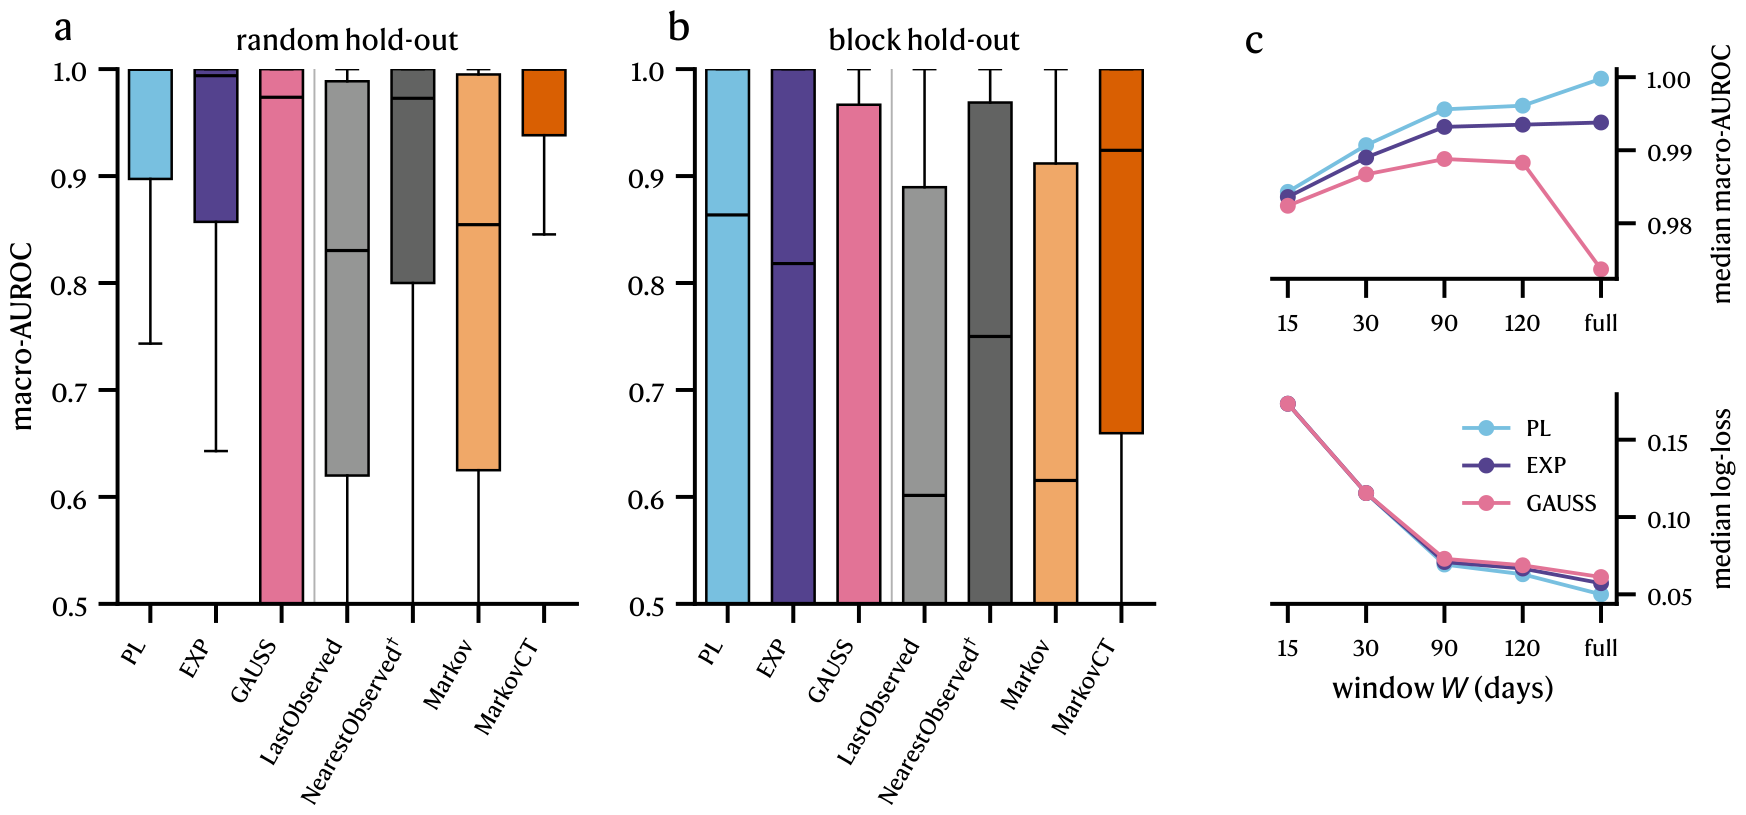 a
random hold-out
macro-AUROC
1.0
0.9
0.8
0.7
0.6
0.5
PL
EXP
GAUSS
LastObserved
NearestObserved†
Markov
MarkovCT
b
block hold-out
1.0
0.9
0.8
0.7
0.6
0.5
PL
EXP
GAUSS
LastObserved
NearestObserved†
Markov
MarkovCT
c
1.00
0.99
0.98
median macro-AUROC
15 30 90 120 full
PL
EXP
GAUSS
0.15
0.10
0.05
median log-loss
15 30 90 120 full
window W (days)